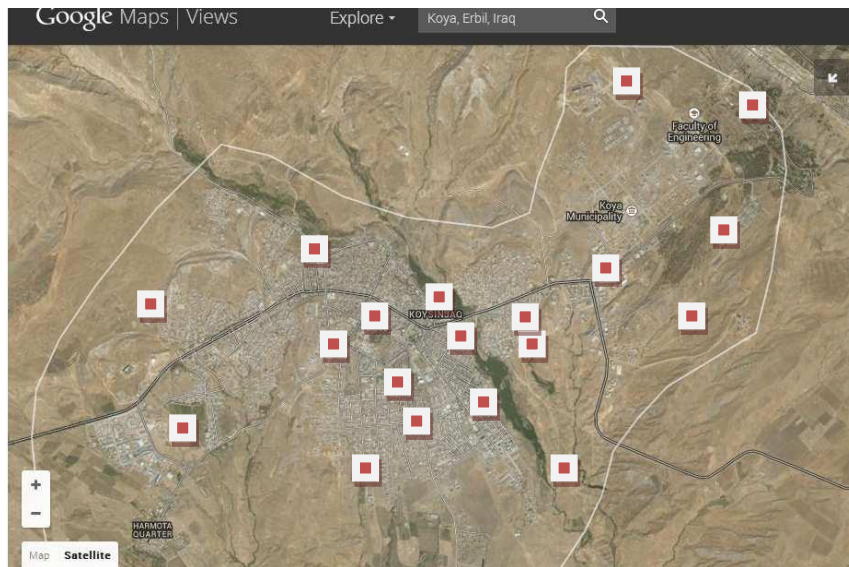 Google Maps | Views
Explore
Koya, Erbil, Iraq
Faculty of
Engineering
Koya
Municipality
KOYSINJAQ
HARMOTA
QUARTER
+
−
Map Satellite